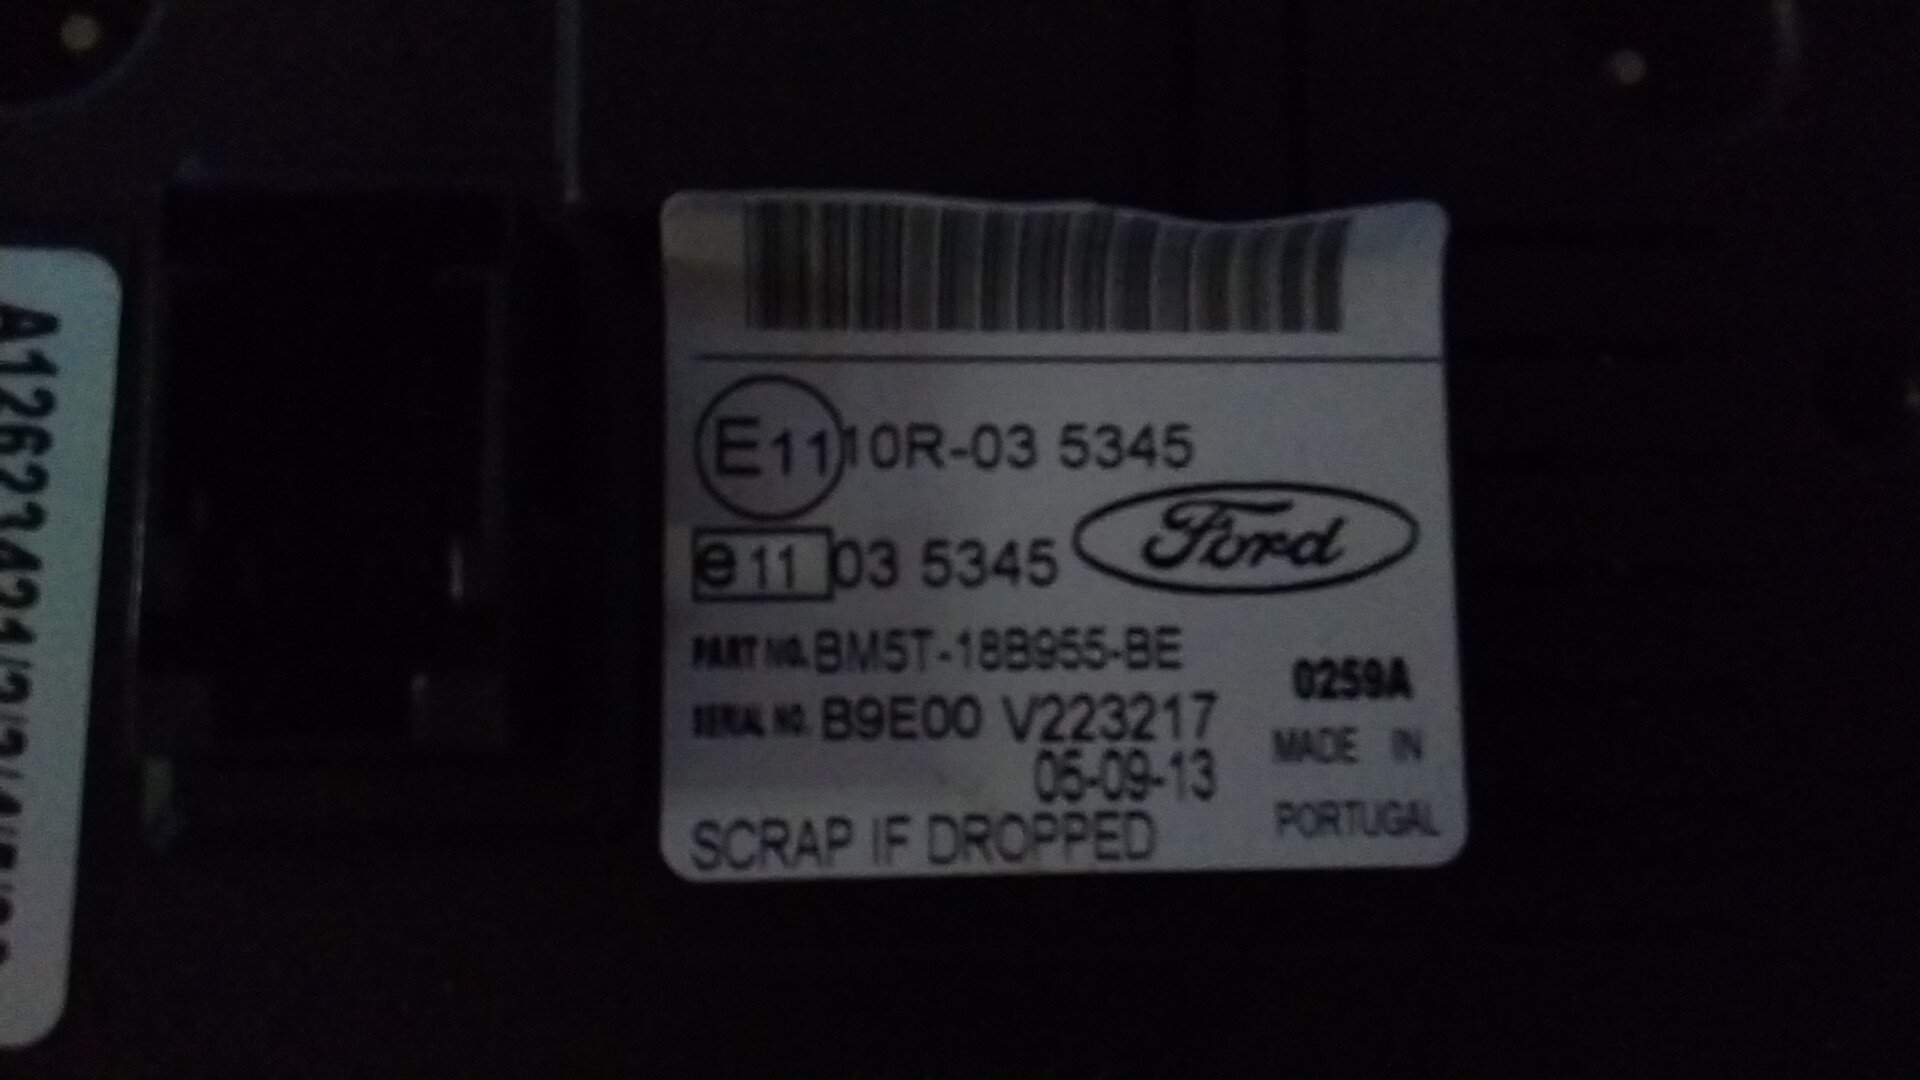 E11 10R-03 5345
e11 03 5345
Ford
PART NO. BM5T-18B955-BE
SERIAL NO. B9E00 V223217
05-09-13
SCRAP IF DROPPED
0259A
MADE IN
PORTUGAL